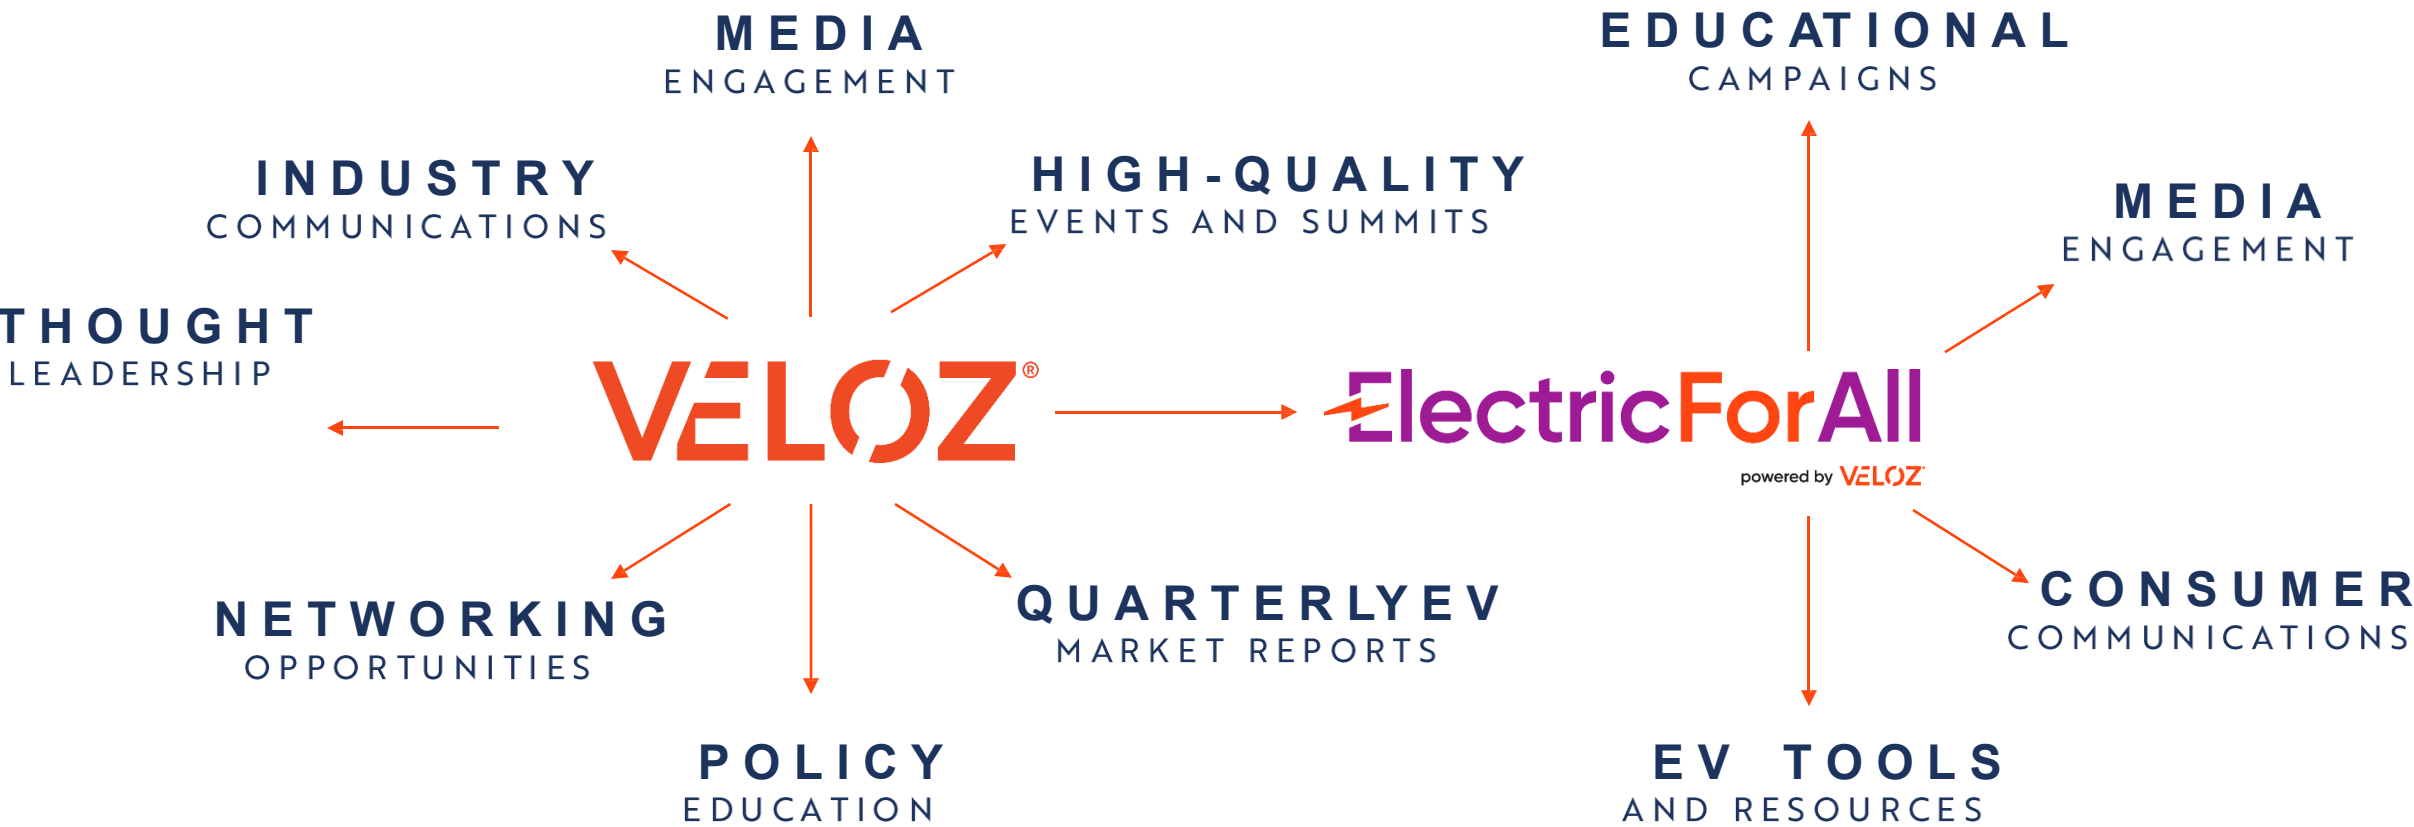 MEDIA
ENGAGEMENT
EDUCATIONAL
CAMPAIGNS
INDUSTRY
COMMUNICATIONS
HIGH-QUALITY
EVENTS AND SUMMITS
MEDIA
ENGAGEMENT
THOUGHT
LEADERSHIP
VELOZ®
ElectricForAll
powered by VELOZ
NETWORKING
OPPORTUNITIES
QUARTERLYEV
MARKET REPORTS
CONSUMER
COMMUNICATIONS
POLICY
EDUCATION
EV TOOLS
AND RESOURCES